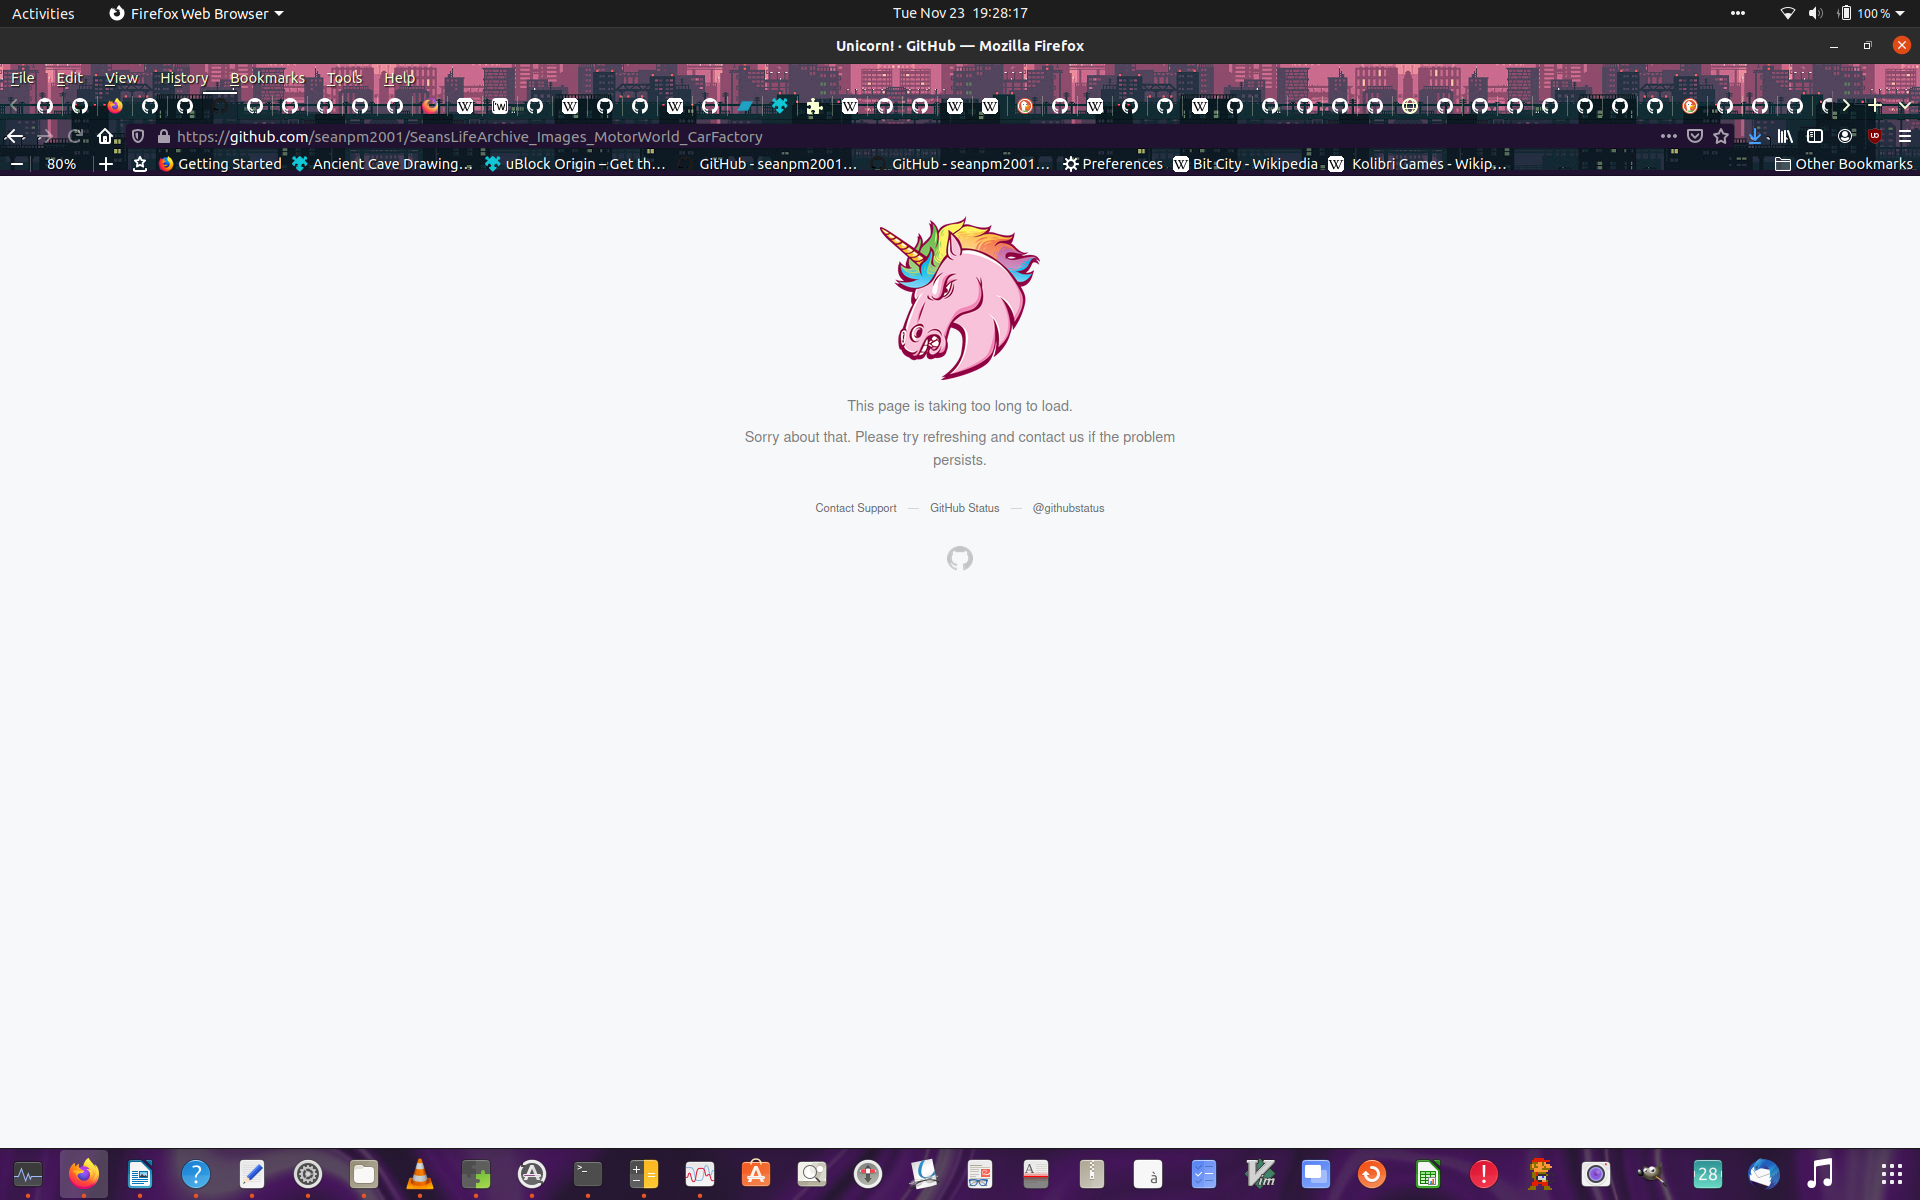 Activities
Firefox Web Browser
Tue Nov 23 19:28:17
100 %
Unicorn! · GitHub — Mozilla Firefox
File Edit View History Bookmarks Tools Help
https://github.com/seanpm2001/SeansLifeArchive_Images_MotorWorld_CarFactory
80%
Getting Started
Ancient Cave Drawing…
uBlock Origin – Get th…
GitHub - seanpm2001…
GitHub - seanpm2001…
Preferences
Bit City - Wikipedia
Kolibri Games - Wikip…
Other Bookmarks
This page is taking too long to load.
Sorry about that. Please try refreshing and contact us if the problem
persists.
Contact Support — GitHub Status — @githubstatus
28